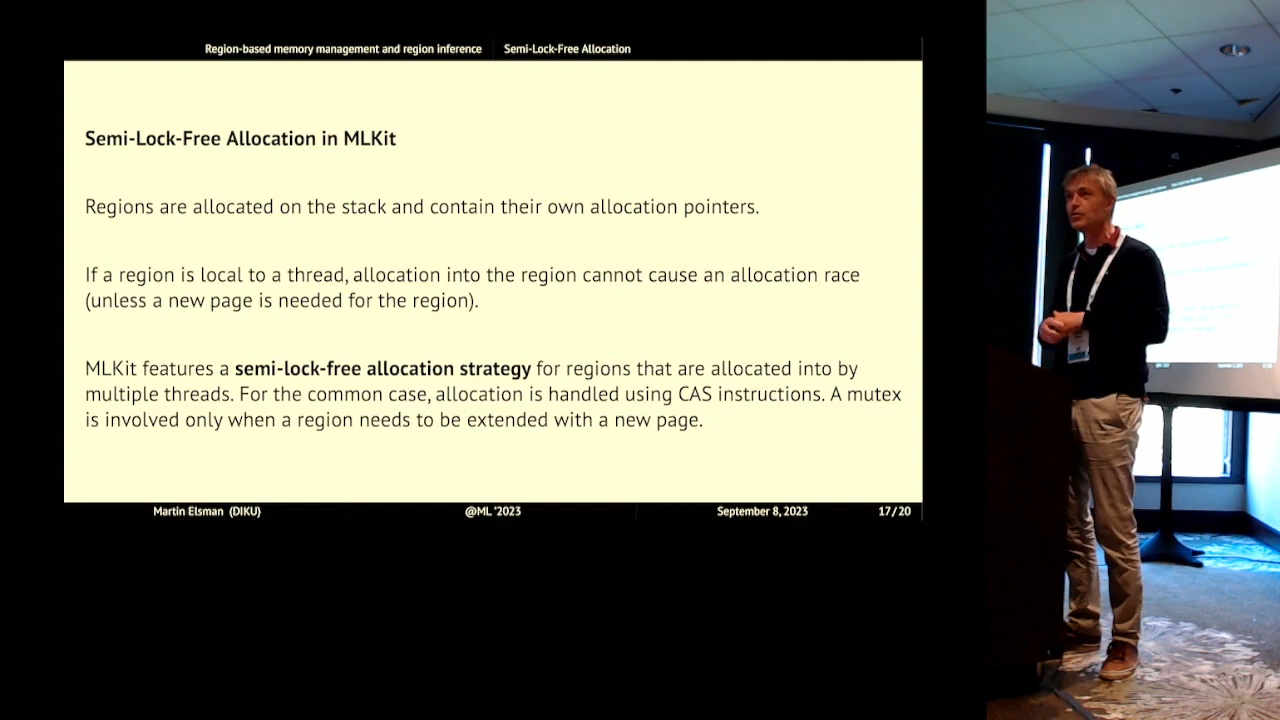 Region-based memory management and region inference Semi-Lock-Free Allocation
Semi-Lock-Free Allocation in MLKit
Regions are allocated on the stack and contain their own allocation pointers.
If a region is local to a thread, allocation into the region cannot cause an allocation race
(unless a new page is needed for the region).
MLKit features a semi-lock-free allocation strategy for regions that are allocated into by
multiple threads. For the common case, allocation is handled using CAS instructions. A mutex
is involved only when a region needs to be extended with a new page.
Martin Elsman (DIKU) @ML '2023 September 8, 2023 17/20